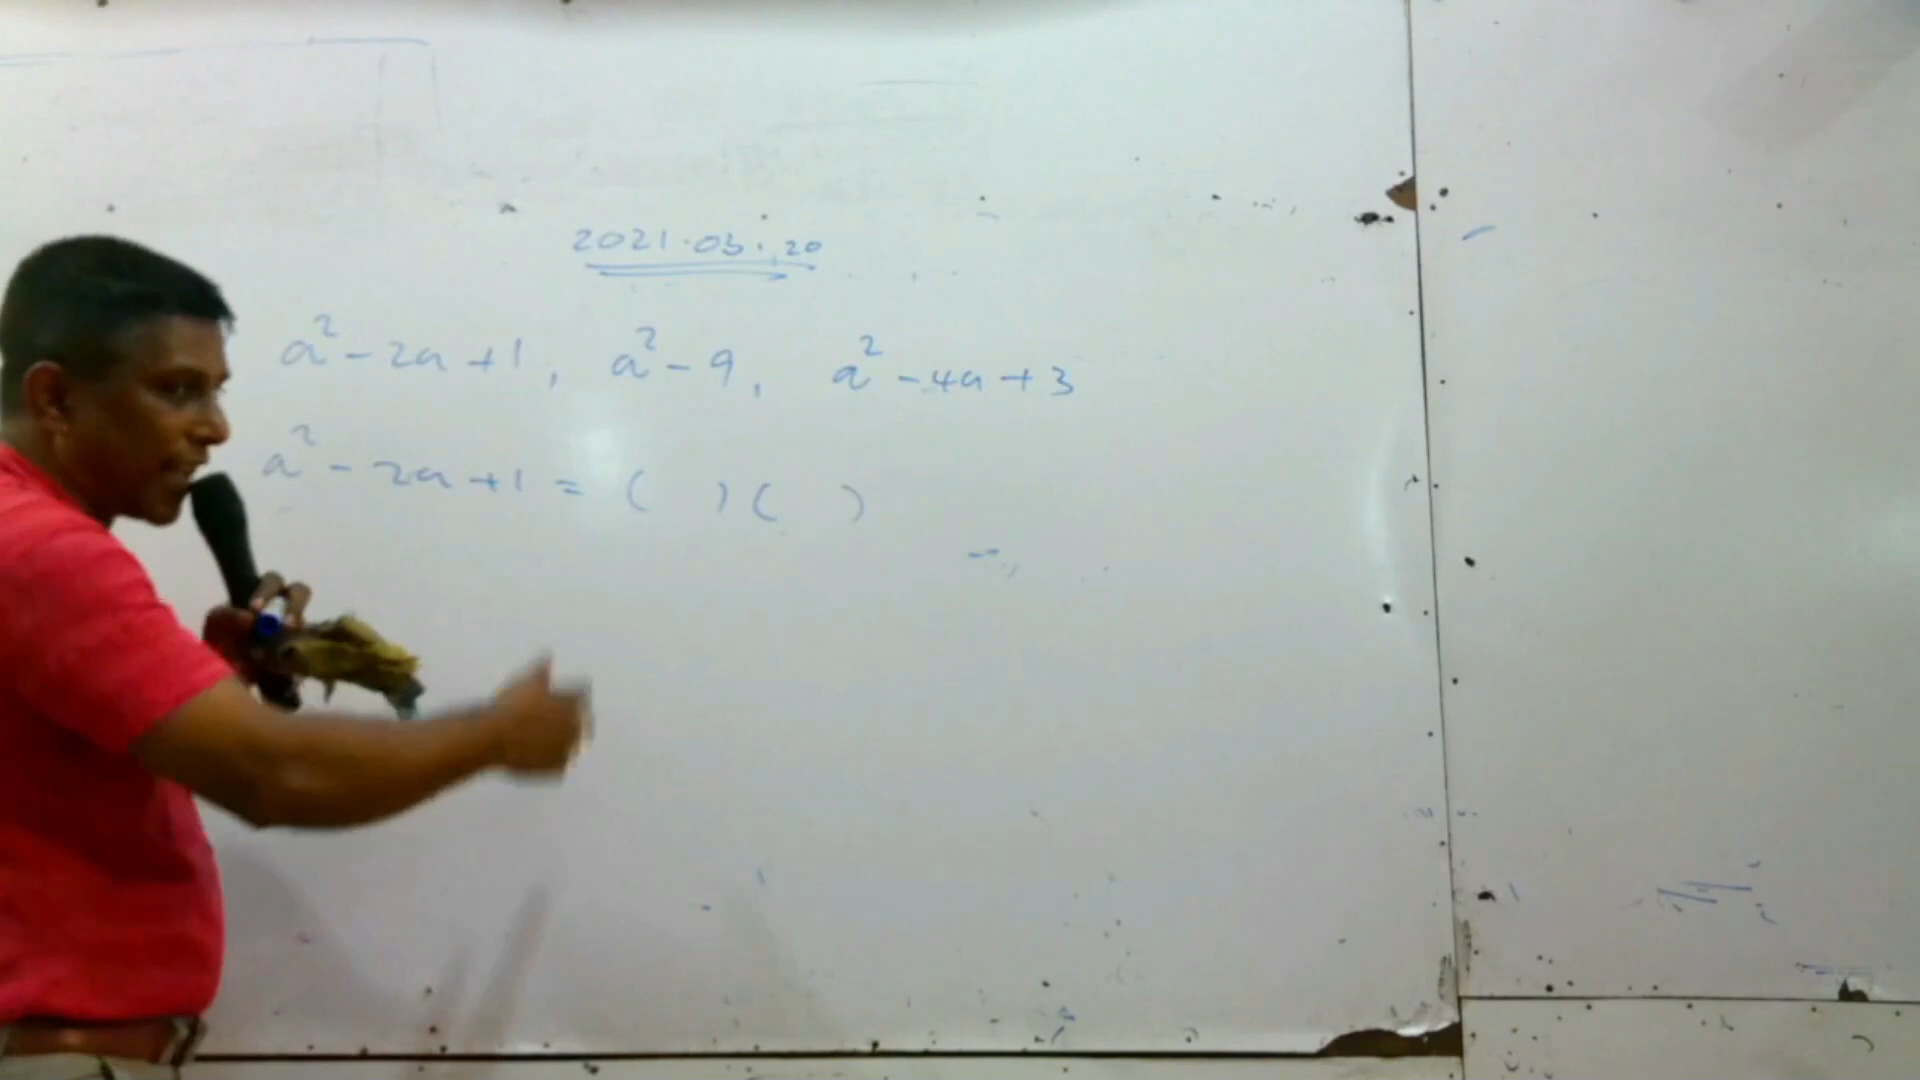 2021.03.20
a² - 2a + 1, a² - 9, a² - 4a + 3
a² - 2a + 1 = ( ) ( )